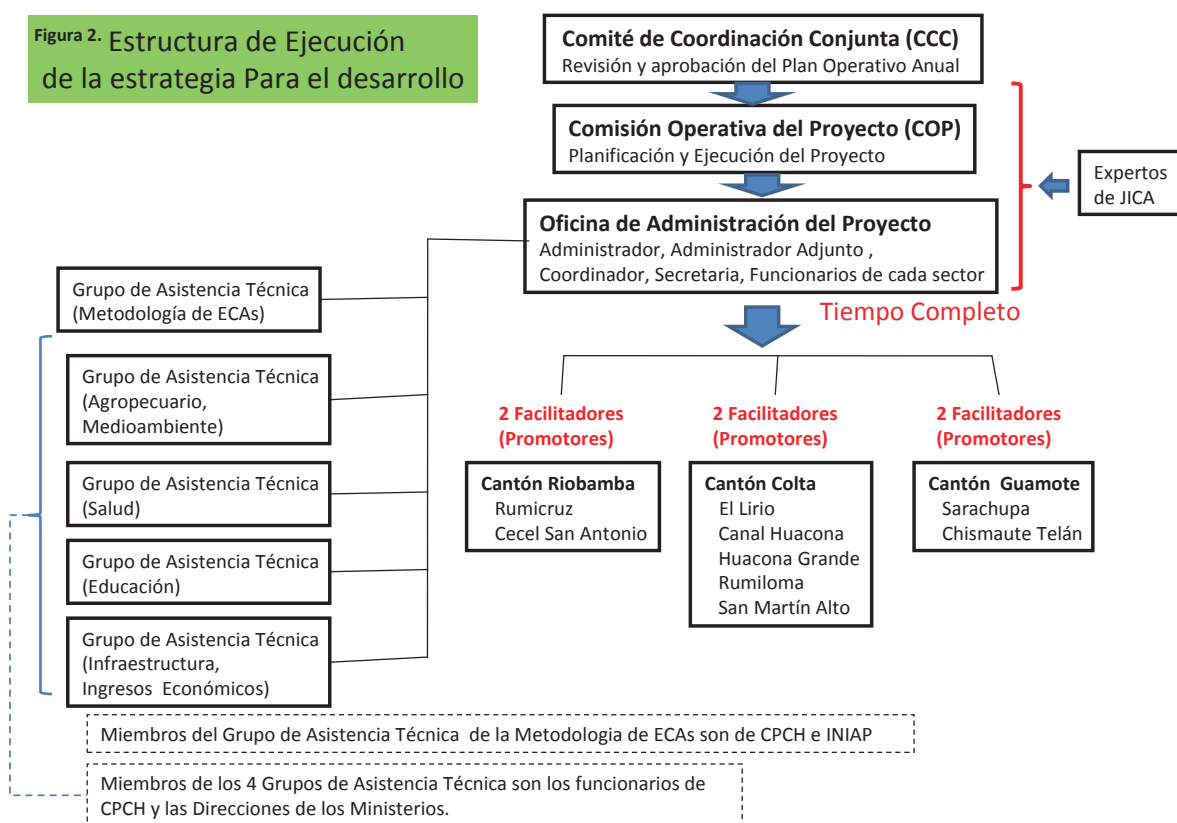 Figura 2. Estructura de Ejecución
de la estrategia Para el desarrollo
Comité de Coordinación Conjunta (CCC)
Revisión y aprobación del Plan Operativo Anual
Comisión Operativa del Proyecto (COP)
Planificación y Ejecución del Proyecto
Expertos
de JICA
Oficina de Administración del Proyecto
Administrador, Administrador Adjunto ,
Coordinador, Secretaria, Funcionarios de cada sector
Tiempo Completo
Grupo de Asistencia Técnica
(Metodología de ECAs)
Grupo de Asistencia Técnica
(Agropecuario,
Medioambiente)
Grupo de Asistencia Técnica
(Salud)
Grupo de Asistencia Técnica
(Educación)
Grupo de Asistencia Técnica
(Infraestructura,
Ingresos Económicos)
2 Facilitadores
(Promotores)
Cantón Riobamba
Rumicruz
Cecel San Antonio
2 Facilitadores
(Promotores)
Cantón Colta
El Lirio
Canal Huacona
Huacona Grande
Rumiloma
San Martín Alto
2 Facilitadores
(Promotores)
Cantón Guamote
Sarachupa
Chismaute Telán
Miembros del Grupo de Asistencia Técnica de la Metodologia de ECAs son de CPCH e INIAP
Miembros de los 4 Grupos de Asistencia Técnica son los funcionarios de
CPCH y las Direcciones de los Ministerios.